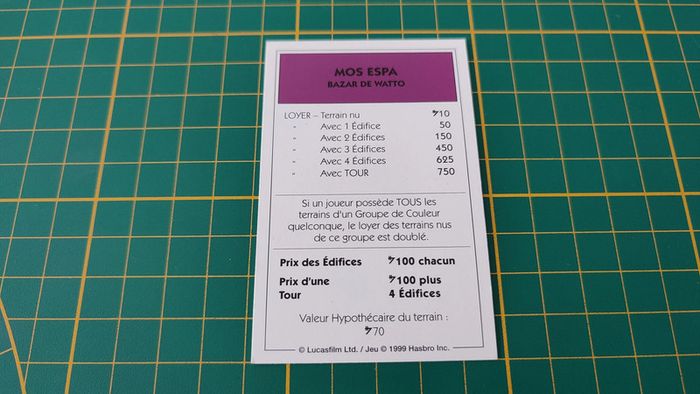 MOS ESPA
BAZAR DE WATTO
LOYER – Terrain nu 10
" Avec 1 Édifice 50
" Avec 2 Édifices 150
" Avec 3 Édifices 450
" Avec 4 Édifices 625
" Avec TOUR 750
Si un joueur possède TOUS les
terrains d'un Groupe de Couleur
quelconque, le loyer des terrains nus
de ce groupe est doublé.
Prix des Édifices 100 chacun
Prix d'une 100 plus
Tour 4 Édifices
Valeur Hypothécaire du terrain :
70
© Lucasfilm Ltd. / Jeu © 1999 Hasbro Inc.